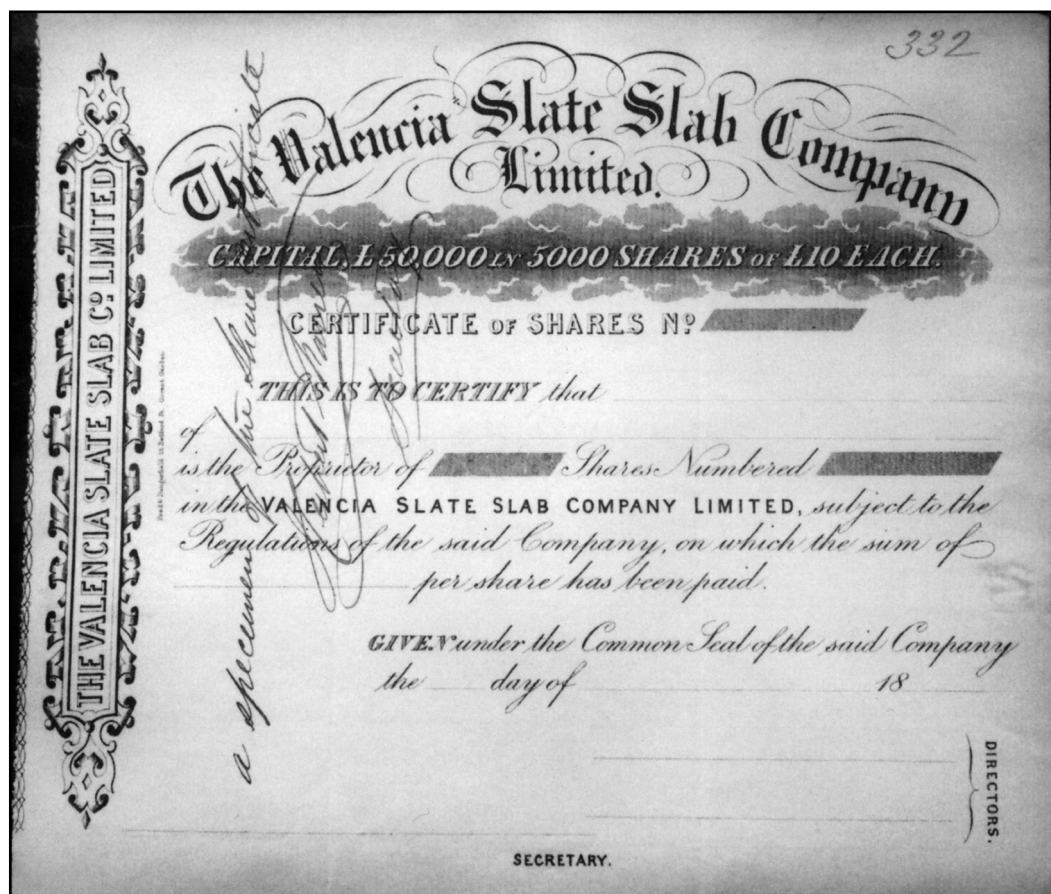 332
The Valencia Slate Slab Company
Limited.
CAPITAL, £50,000 IN 5000 SHARES OF £10 EACH.
CERTIFICATE OF SHARES Nº
THIS IS TO CERTIFY that
of
is the Proprietor of Shares Numbered
in the VALENCIA SLATE SLAB COMPANY LIMITED, subject to the
Regulations of the said Company, on which the sum of
per share has been paid.
GIVEN under the Common Seal of the said Company
the day of 18
DIRECTORS.
SECRETARY.
THE VALENCIA SLATE SLAB Cº LIMITED
a specimen of the Share certificate